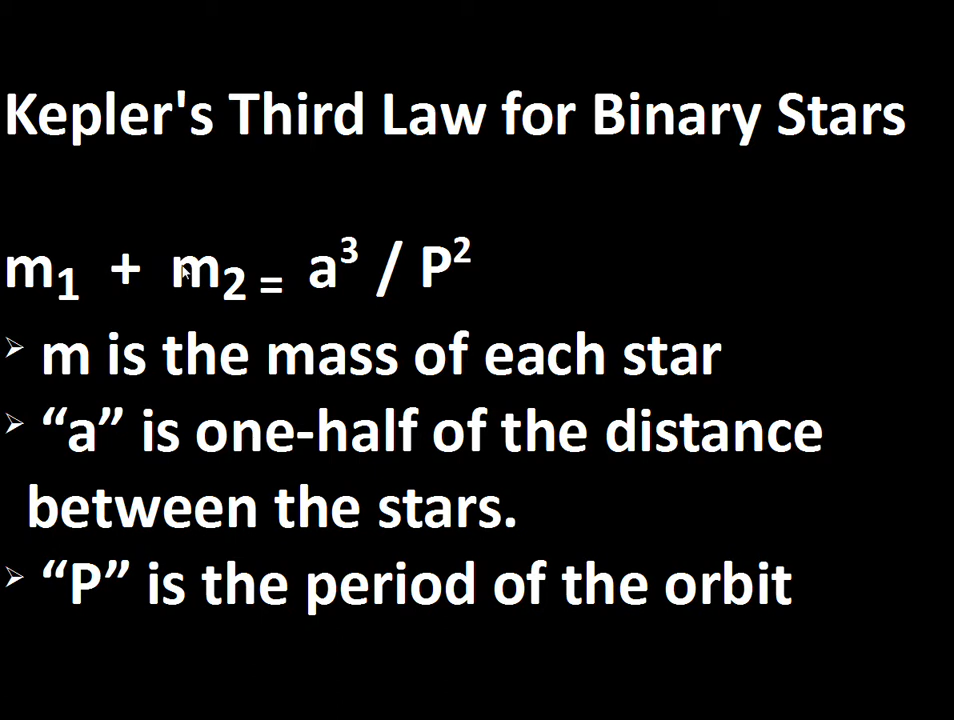 Kepler's Third Law for Binary Stars
m₁ + m₂ = a³ / P²
➢ m is the mass of each star
➢ “a” is one-half of the distance
between the stars.
➢ “P” is the period of the orbit